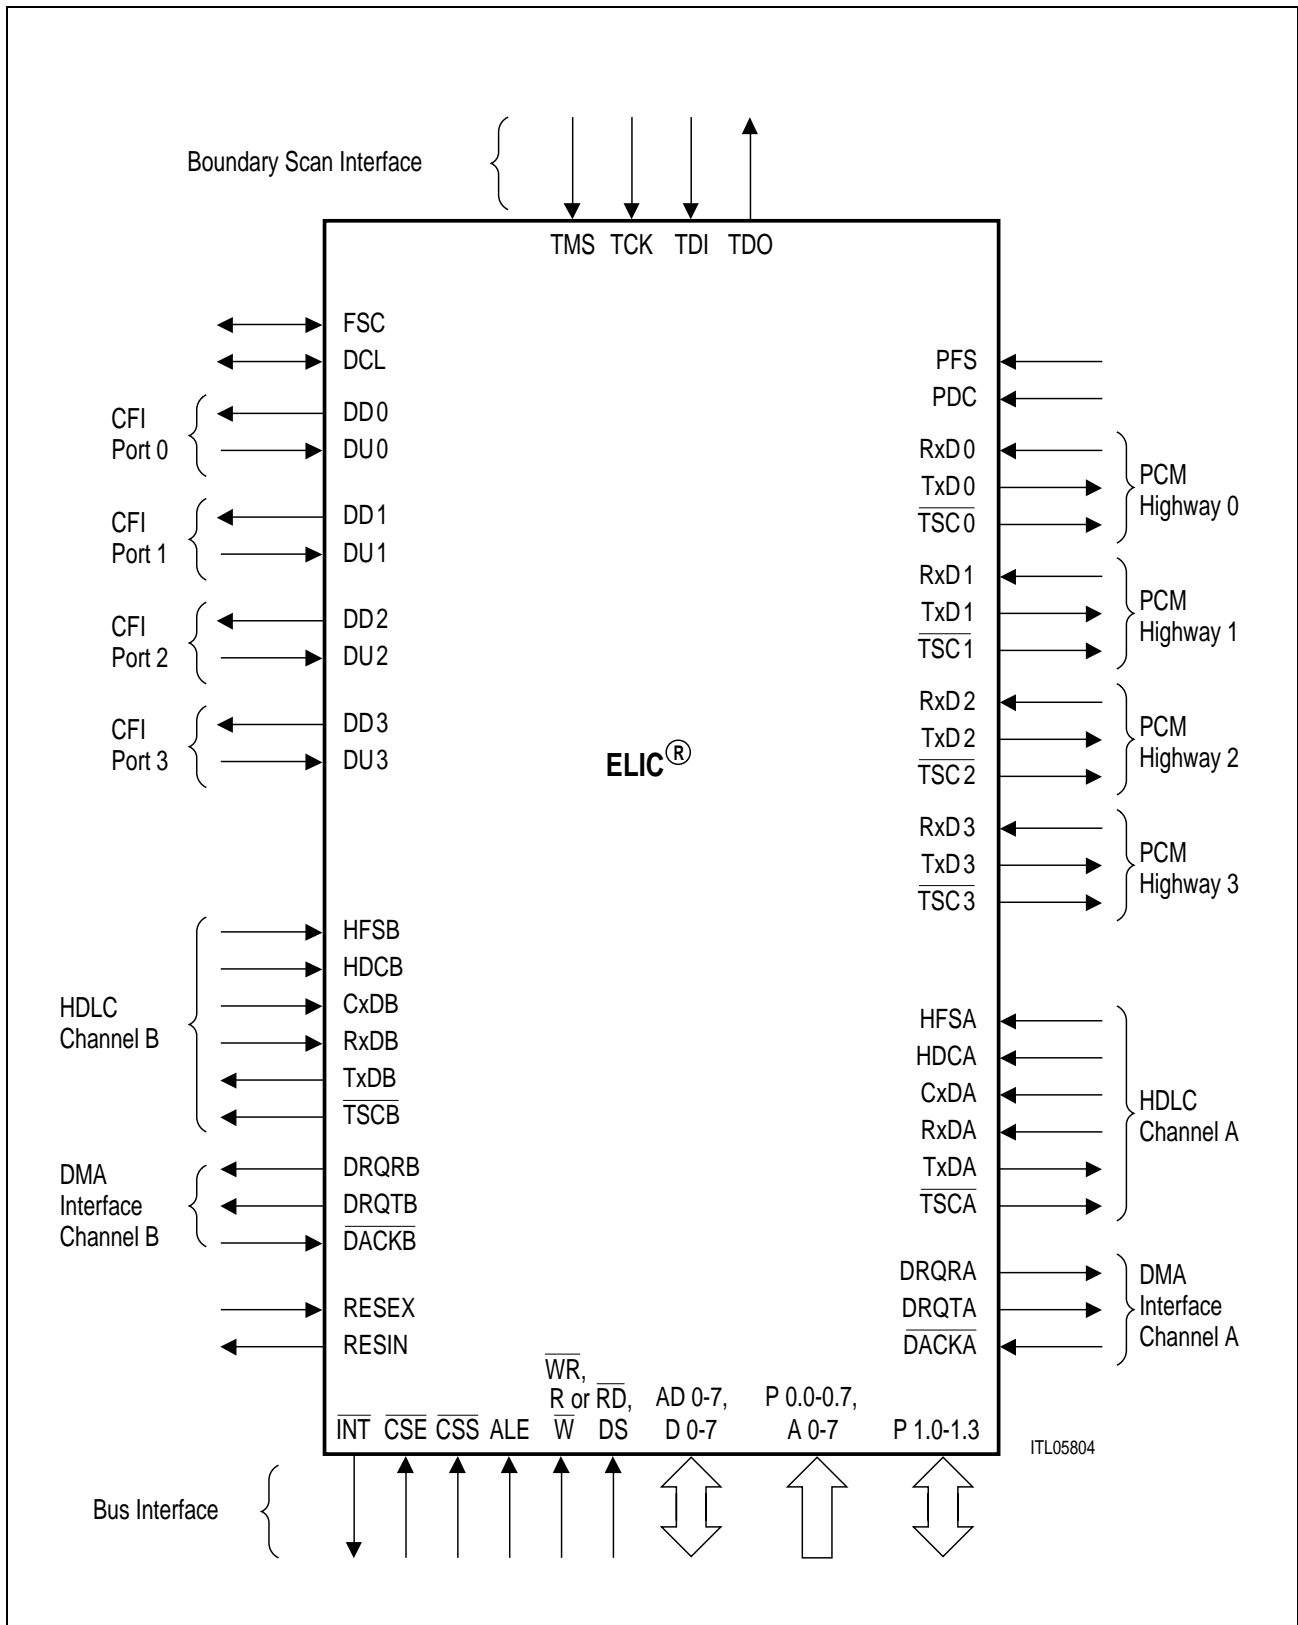 Boundary Scan Interface
TMS TCK TDI TDO
FSC
DCL
CFI
Port 0
DD0
DU0
CFI
Port 1
DD1
DU1
CFI
Port 2
DD2
DU2
CFI
Port 3
DD3
DU3
HDLC
Channel B
HFSB
HDCB
CxDB
RxDB
TxDB
TSCB
DMA
Interface
Channel B
DRQRB
DRQTB
DACKB
RESEX
RESIN
ELIC®
PFS
PDC
RxD0
TxD0
TSC0
PCM
Highway 0
RxD1
TxD1
TSC1
PCM
Highway 1
RxD2
TxD2
TSC2
PCM
Highway 2
RxD3
TxD3
TSC3
PCM
Highway 3
HFSA
HDCA
CxDA
RxDA
TxDA
TSCA
HDLC
Channel A
DRQRA
DRQTA
DACKA
DMA
Interface
Channel A
WR,
R or RD, AD 0-7, P 0.0-0.7,
INT CSE CSS ALE W DS D 0-7 A 0-7 P 1.0-1.3
ITL05804
Bus Interface